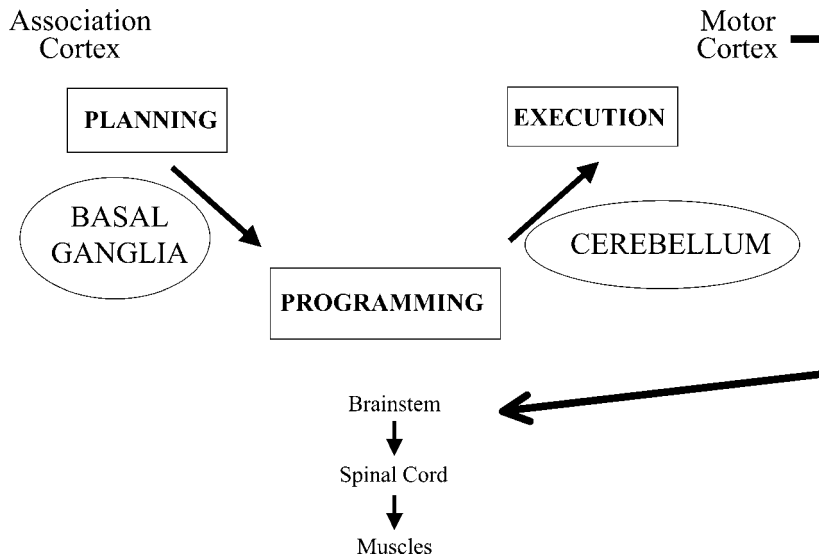 Association
Cortex
Motor
Cortex
PLANNING
EXECUTION
BASAL
GANGLIA
CEREBELLUM
PROGRAMMING
Brainstem
Spinal Cord
Muscles